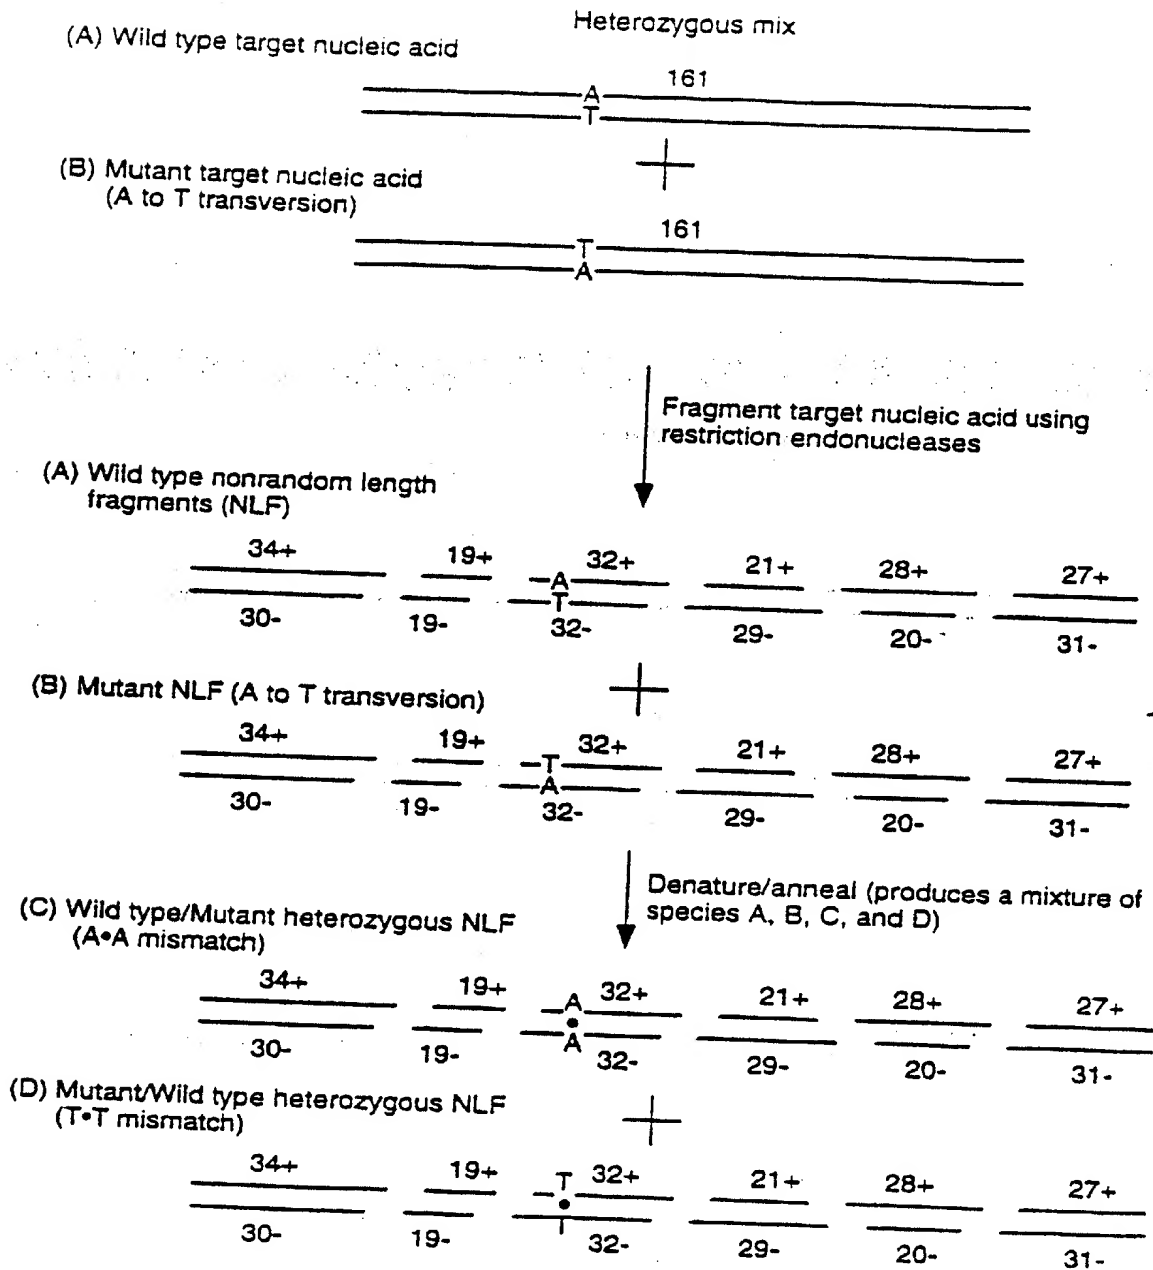 Heterozygous mix
(A) Wild type target nucleic acid
161
A
T
(B) Mutant target nucleic acid
(A to T transversion)
161
T
A
Fragment target nucleic acid using
restriction endonucleases
(A) Wild type nonrandom length
fragments (NLF)
34+ 19+ 32+ 21+ 28+ 27+
A
T
30- 19- 32- 29- 20- 31-
(B) Mutant NLF (A to T transversion)
34+ 19+ 32+ 21+ 28+ 27+
T
A
30- 19- 32- 29- 20- 31-
Denature/anneal (produces a mixture of
species A, B, C, and D)
(C) Wild type/Mutant heterozygous NLF
(A•A mismatch)
34+ 19+ 32+ 21+ 28+ 27+
A
•
A
30- 19- 32- 29- 20- 31-
(D) Mutant/Wild type heterozygous NLF
(T•T mismatch)
34+ 19+ 32+ 21+ 28+ 27+
T
•
T
30- 19- 32- 29- 20- 31-